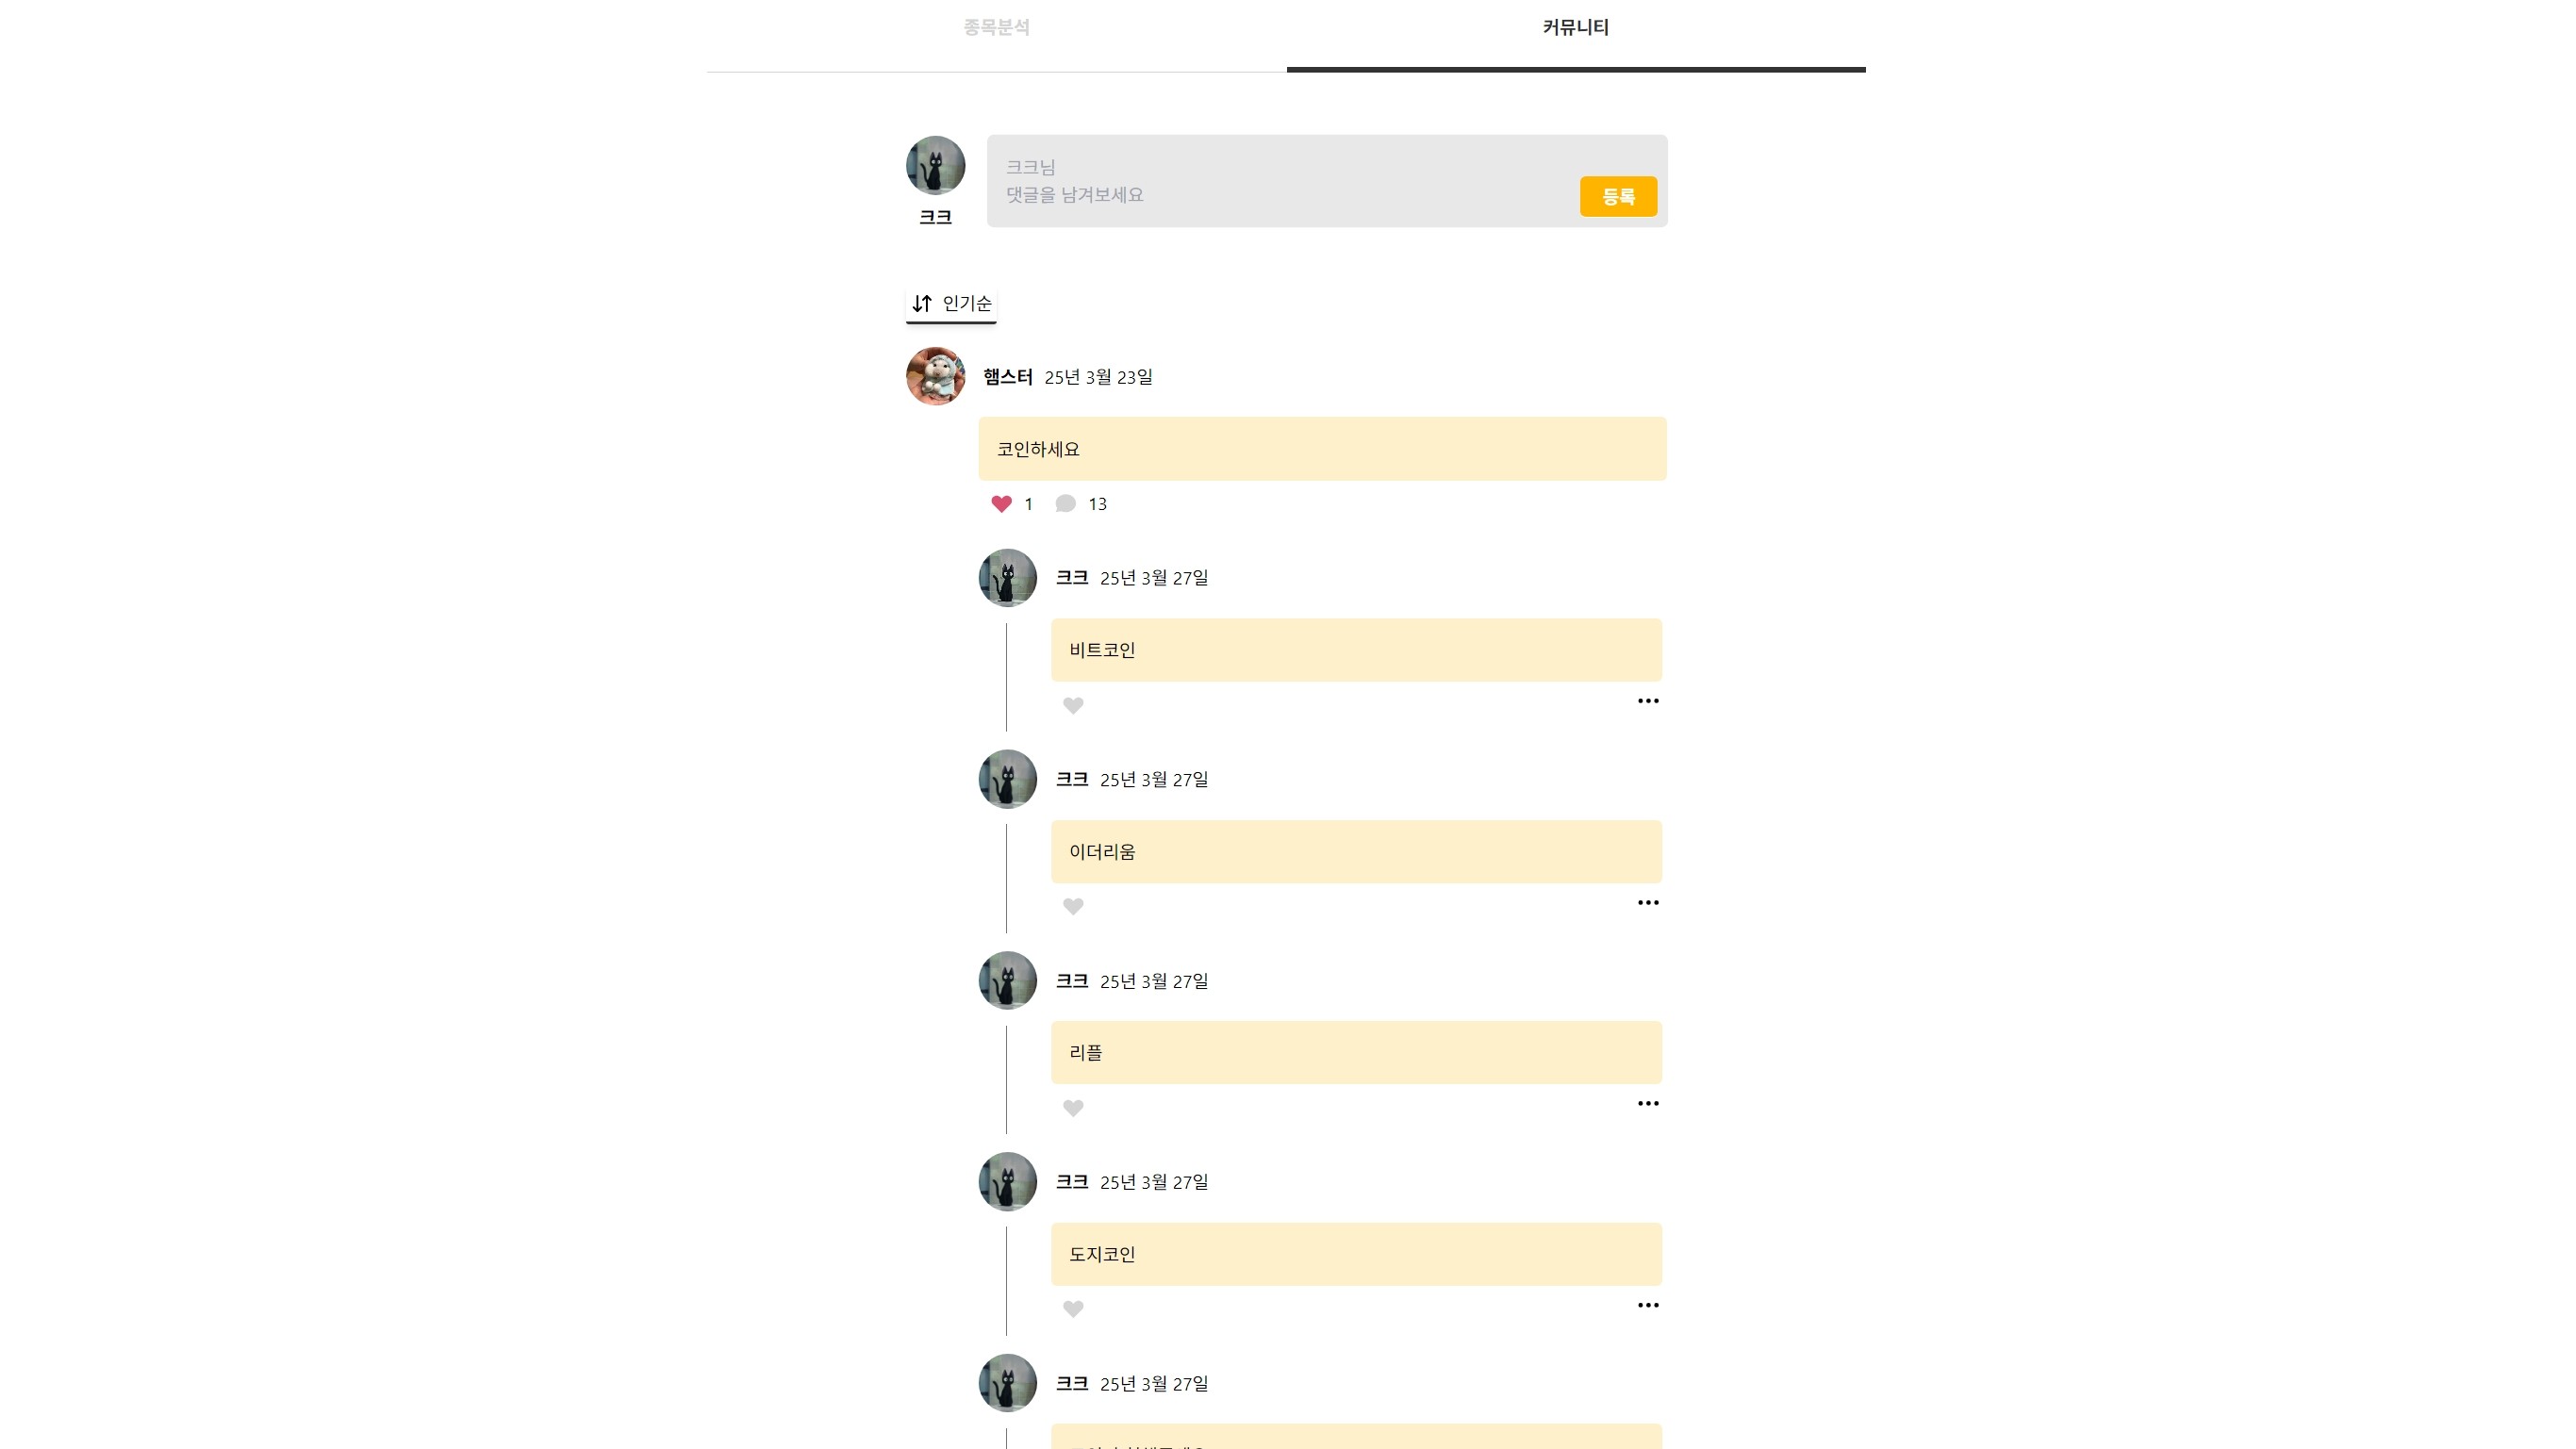 종목분석
커뮤니티
크크님
댓글을 남겨보세요
등록
크크
인기순
햄스터 25년 3월 23일
코인하세요
1 13
크크 25년 3월 27일
비트코인
크크 25년 3월 27일
이더리움
크크 25년 3월 27일
리플
크크 25년 3월 27일
도지코인
크크 25년 3월 27일